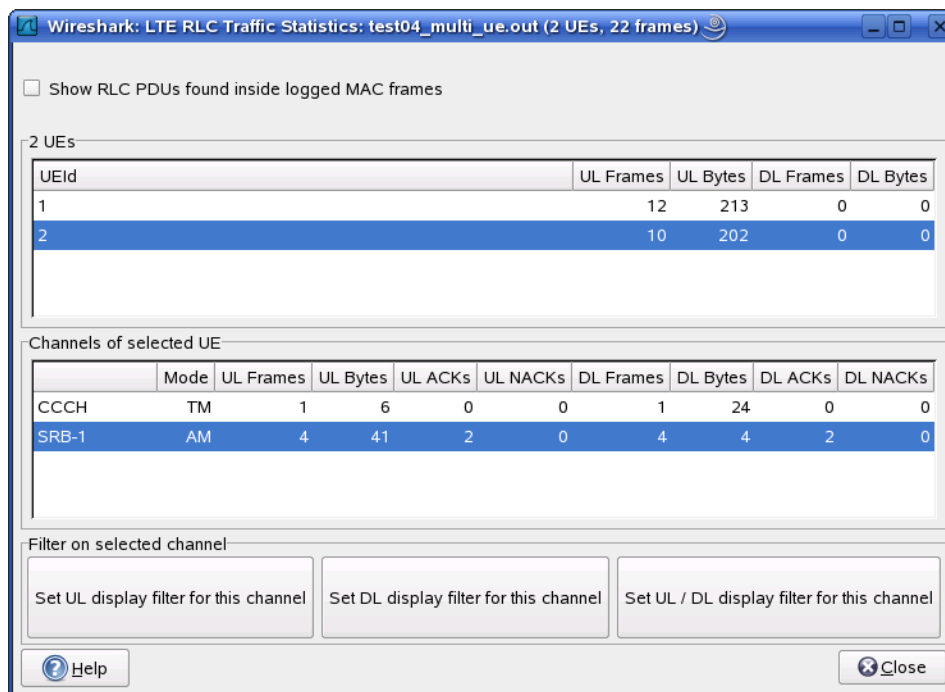 Wireshark: LTE RLC Traffic Statistics: test04_multi_ue.out (2 UEs, 22 frames)
Show RLC PDUs found inside logged MAC frames
2 UEs
UEId UL Frames UL Bytes DL Frames DL Bytes
1 12 213 0 0
2 10 202 0 0
Channels of selected UE
Mode UL Frames UL Bytes UL ACKs UL NACKs DL Frames DL Bytes DL ACKs DL NACKs
CCCH TM 1 6 0 0 1 24 0 0
SRB-1 AM 4 41 2 0 4 4 2 0
Filter on selected channel
Set UL display filter for this channel Set DL display filter for this channel Set UL / DL display filter for this channel
Help Close